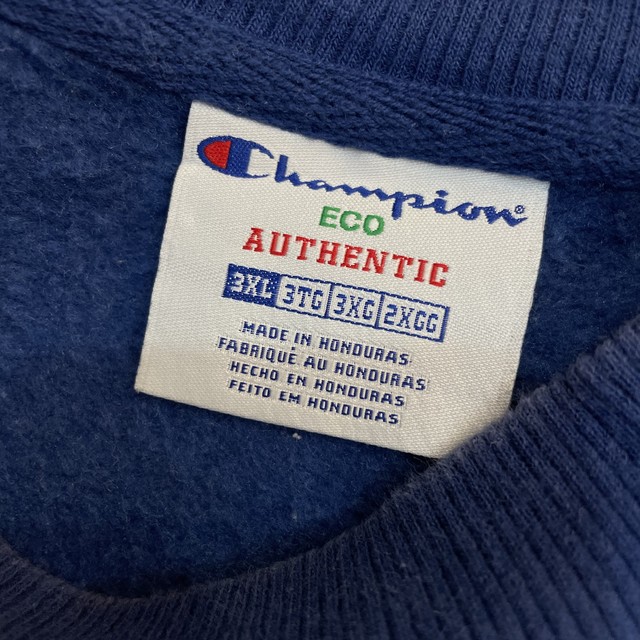 Champion®
ECO
AUTHENTIC
3XL 3TG 3XG 2XGG
MADE IN HONDURAS
FABRIQUÉ AU HONDURAS
HECHO EN HONDURAS
FEITO EM HONDURAS